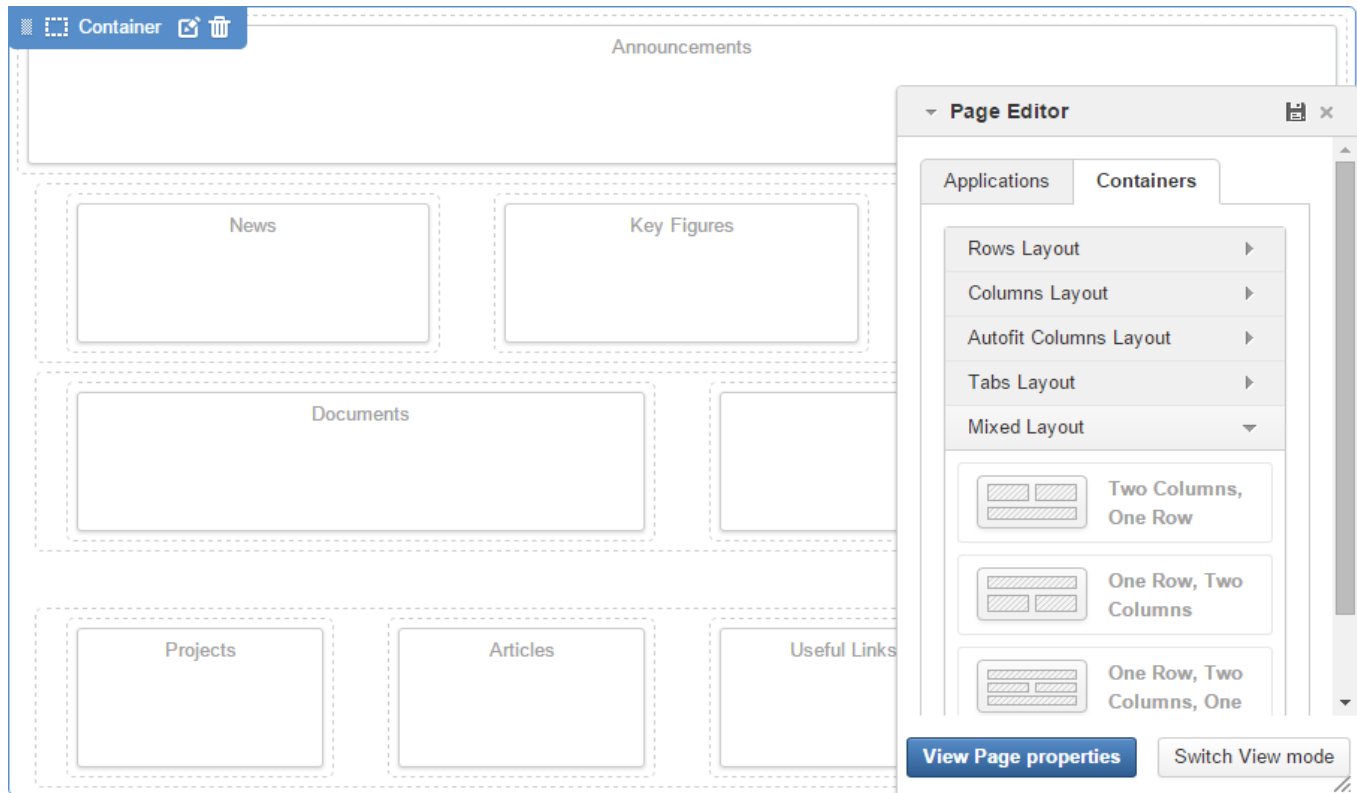 Container
Announcements
Page Editor
Applications
Containers
News
Key Figures
Rows Layout
Columns Layout
Autofit Columns Layout
Tabs Layout
Mixed Layout
Documents
Two Columns,
One Row
One Row, Two
Columns
One Row, Two
Columns, One
Projects
Articles
Useful Links
View Page properties
Switch View mode